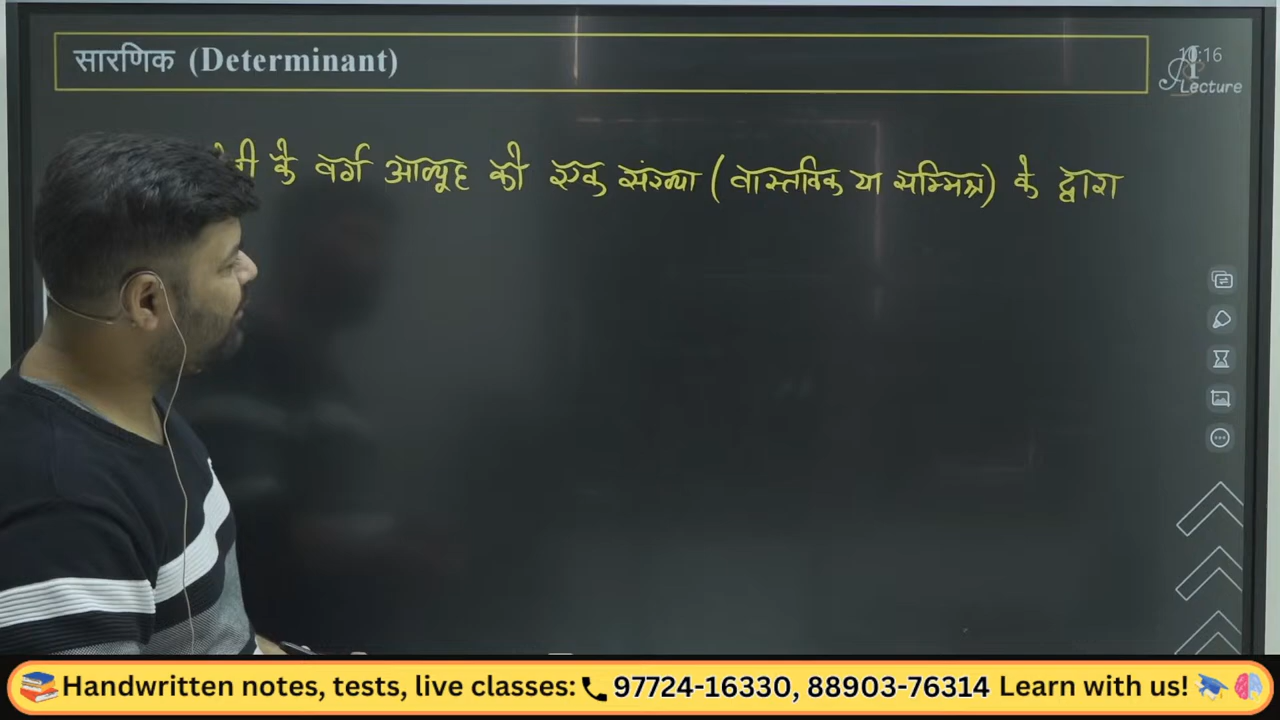 सारणिक (Determinant)
10:16
Lecture
के वर्ग आव्यूह को एक संख्या ( वास्तविक या सम्मिश्र) के द्वारा
Handwritten notes, tests, live classes: 97724-16330, 88903-76314 Learn with us!